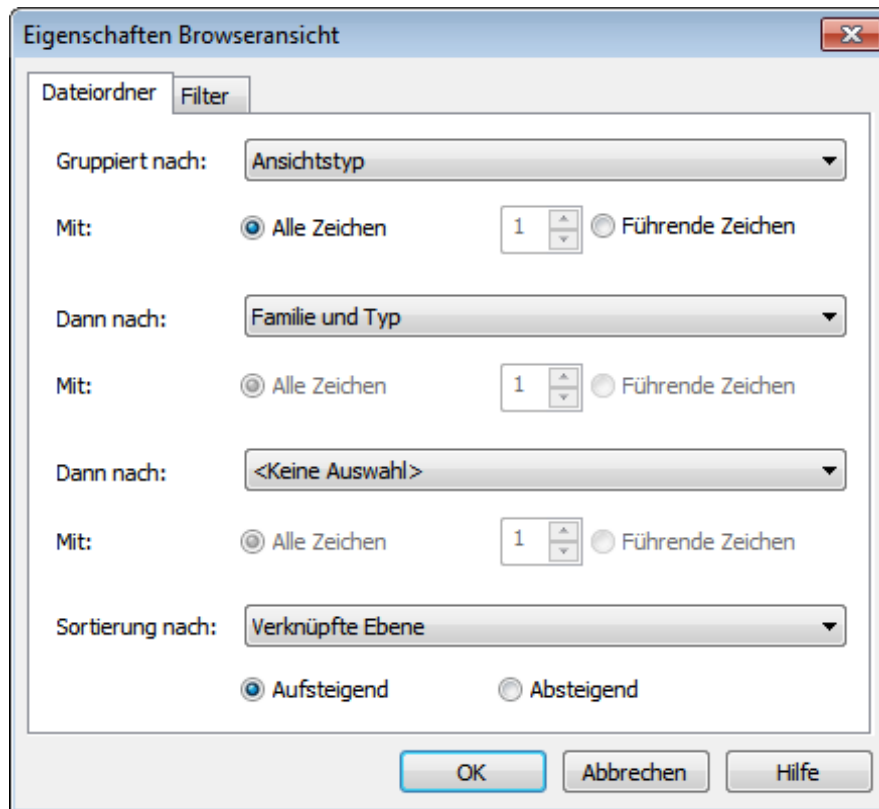 Eigenschaften Browseransicht
Dateiordner Filter
Gruppiert nach: Ansichtstyp
Mit: Alle Zeichen 1 Führende Zeichen
Dann nach: Familie und Typ
Mit: Alle Zeichen 1 Führende Zeichen
Dann nach: <Keine Auswahl>
Mit: Alle Zeichen 1 Führende Zeichen
Sortierung nach: Verknüpfte Ebene
Aufsteigend Absteigend
OK Abbrechen Hilfe